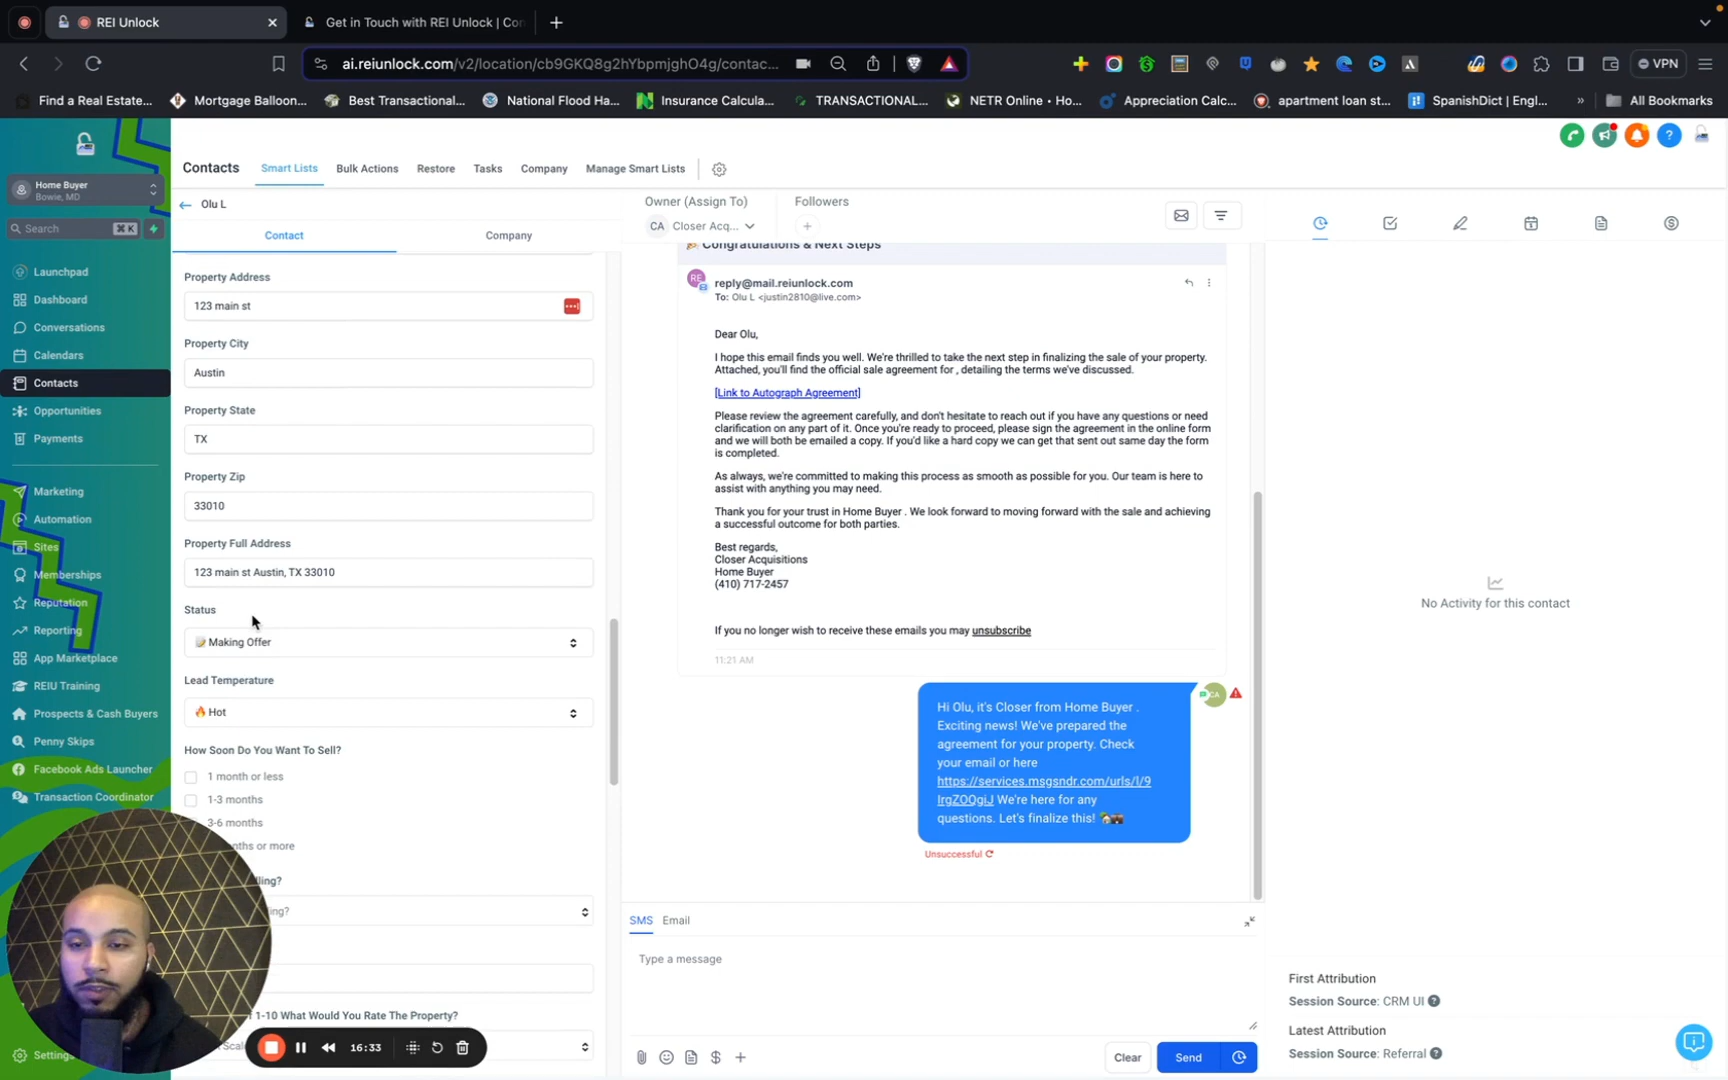 REI Unlock
Get in Touch with REI Unlock | Con
ai.reiunlock.com/v2/location/cb9GKQ8g2hYbpmjghO4g/contac...
VPN
Find a Real Estate...
Mortgage Balloon...
Best Transactional...
National Flood Ha...
Insurance Calcula...
TRANSACTIONAL...
NETR Online • Ho...
Appreciation Calc...
apartment loan st...
SpanishDict | Engl...
»
All Bookmarks
Home Buyer
Bowie, MD
Search
⌘ K
Launchpad
Dashboard
Conversations
Calendars
Contacts
Opportunities
Payments
Marketing
Automation
Sites
Memberships
Reputation
Reporting
App Marketplace
REIU Training
Prospects & Cash Buyers
Penny Skips
Facebook Ads Launcher
Transaction Coordinator
Settings
Contacts
Smart Lists
Bulk Actions
Restore
Tasks
Company
Manage Smart Lists
Olu L
Contact
Company
Property Address
123 main st
Property City
Austin
Property State
TX
Property Zip
33010
Property Full Address
123 main st Austin, TX 33010
Status
📝 Making Offer
Lead Temperature
🔥 Hot
How Soon Do You Want To Sell?
1 month or less
1-3 months
3-6 months
or more
1-10 What Would You Rate The Property?
16:33
Owner (Assign To)
CA Closer Acq...
Followers
🎉 Congratulations & Next Steps
RE
reply@mail.reiunlock.com
To: Olu L <justin2810@live.com>
Dear Olu,
I hope this email finds you well. We're thrilled to take the next step in finalizing the sale of your property.
Attached, you'll find the official sale agreement for , detailing the terms we've discussed.
[Link to Autograph Agreement]
Please review the agreement carefully, and don't hesitate to reach out if you have any questions or need
clarification on any part of it. Once you're ready to proceed, please sign the agreement in the online form
and we will both be emailed a copy. If you'd like a hard copy we can get that sent out same day the form
is completed.
As always, we're committed to making this process as smooth as possible for you. Our team is here to
assist with anything you may need.
Thank you for your trust in Home Buyer . We look forward to moving forward with the sale and achieving
a successful outcome for both parties.
Best regards,
Closer Acquisitions
Home Buyer
(410) 717-2457
If you no longer wish to receive these emails you may unsubscribe
11:21 AM
Hi Olu, it's Closer from Home Buyer .
Exciting news! We've prepared the
agreement for your property. Check
your email or here
https://services.msgsndr.com/urls/l/9
IrgZOQgiJ We're here for any
questions. Let's finalize this! 🏡💼
CA
Unsuccessful
SMS
Email
Type a message
Clear
Send
No Activity for this contact
First Attribution
Session Source: CRM UI
Latest Attribution
Session Source: Referral